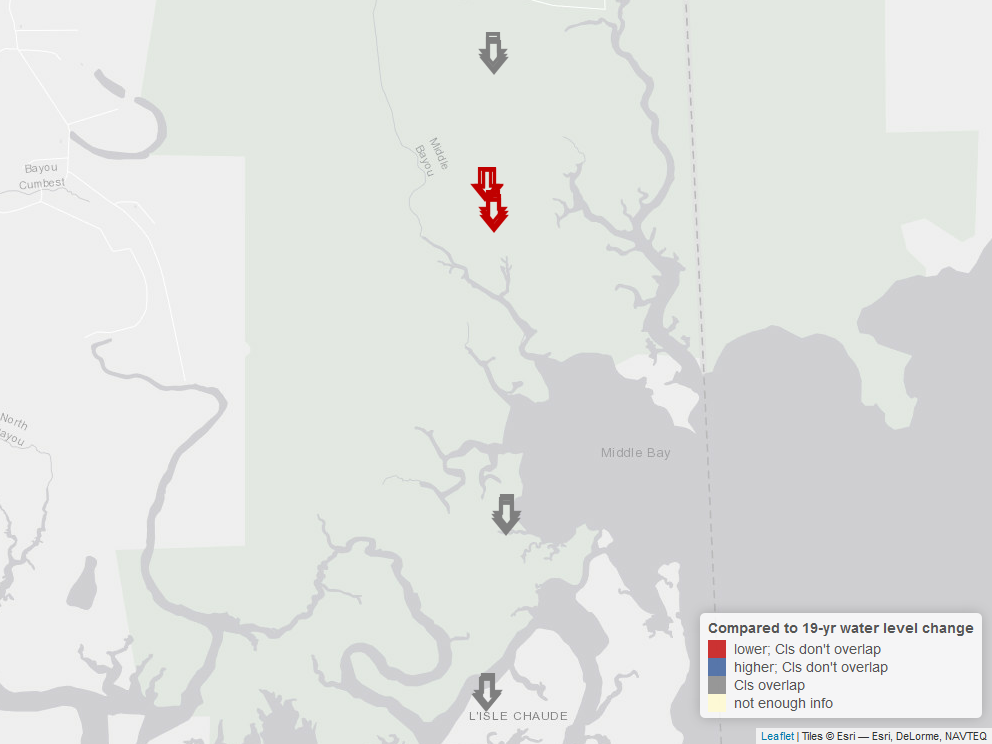 Middle
Bayou
Bayou
Cumbest
North
ayou
Middle Bay
L'ISLE CHAUDE
Compared to 19-yr water level change
lower; CIs don't overlap
higher; CIs don't overlap
CIs overlap
not enough info
Leaflet | Tiles © Esri — Esri, DeLorme, NAVTEQ